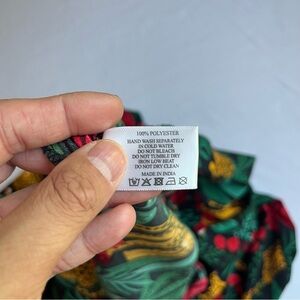 100% POLYESTER
HAND WASH SEPARATELY
IN COLD WATER
DO NOT BLEACH
DO NOT TUMBLE DRY
IRON LOW HEAT
DO NOT DRY CLEAN
MADE IN INDIA